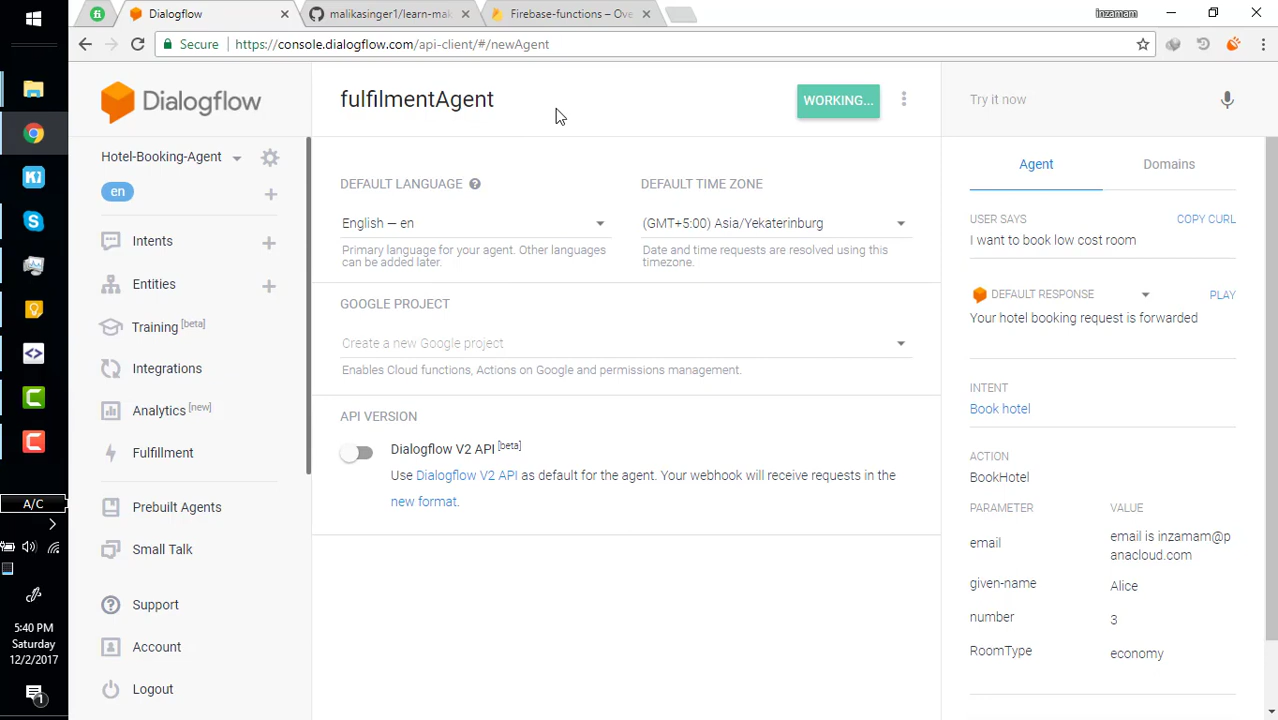 Dialogflow
malikasinger1/learn-mak
Firebase-functions – Ove
inzamam
Secure
https://console.dialogflow.com/api-client/#/newAgent
Dialogflow
Hotel-Booking-Agent
en
Intents
Entities
Training [beta]
Integrations
Analytics [new]
Fulfillment
Prebuilt Agents
Small Talk
Support
Account
Logout
fulfilmentAgent
WORKING...
DEFAULT LANGUAGE
English — en
Primary language for your agent. Other languages
can be added later.
DEFAULT TIME ZONE
(GMT+5:00) Asia/Yekaterinburg
Date and time requests are resolved using this
timezone.
GOOGLE PROJECT
Create a new Google project
Enables Cloud functions, Actions on Google and permissions management.
API VERSION
Dialogflow V2 API [beta]
Use Dialogflow V2 API as default for the agent. Your webhook will receive requests in the
new format.
Try it now
Agent
Domains
USER SAYS
COPY CURL
I want to book low cost room
DEFAULT RESPONSE
PLAY
Your hotel booking request is forwarded
INTENT
Book hotel
ACTION
BookHotel
PARAMETER
VALUE
email
email is inzamam@p
anacloud.com
given-name
Alice
number
3
RoomType
economy
A/C
5:40 PM
Saturday
12/2/2017
1